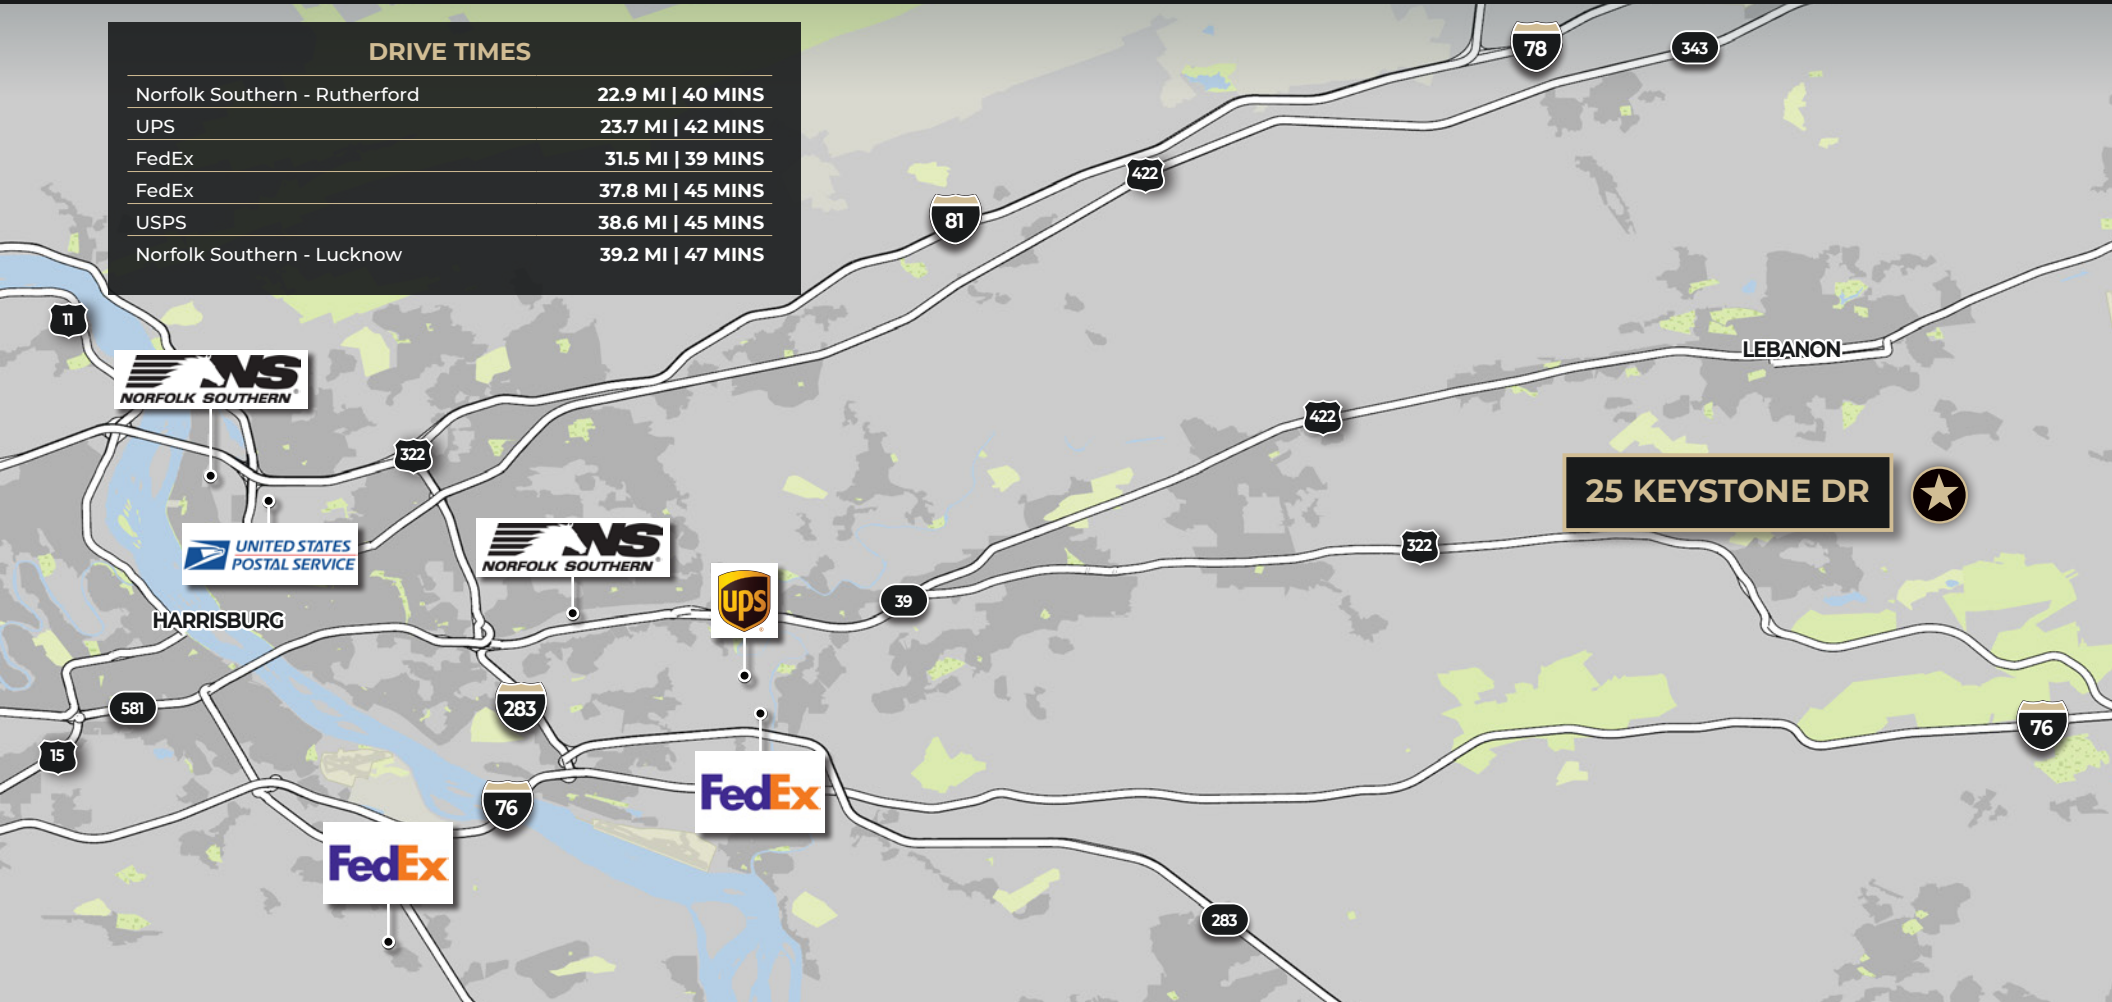 DRIVE TIMES
Norfolk Southern - Rutherford 22.9 MI | 40 MINS
UPS 23.7 MI | 42 MINS
FedEx 31.5 MI | 39 MINS
FedEx 37.8 MI | 45 MINS
USPS 38.6 MI | 45 MINS
Norfolk Southern - Lucknow 39.2 MI | 47 MINS
78
343
422
81
11
LEBANON
NS
NORFOLK SOUTHERN®
422
322
25 KEYSTONE DR
UNITED STATES
POSTAL SERVICE
NS
NORFOLK SOUTHERN®
322
ups
39
HARRISBURG
581
283
15
76
76
FedEx
FedEx
283